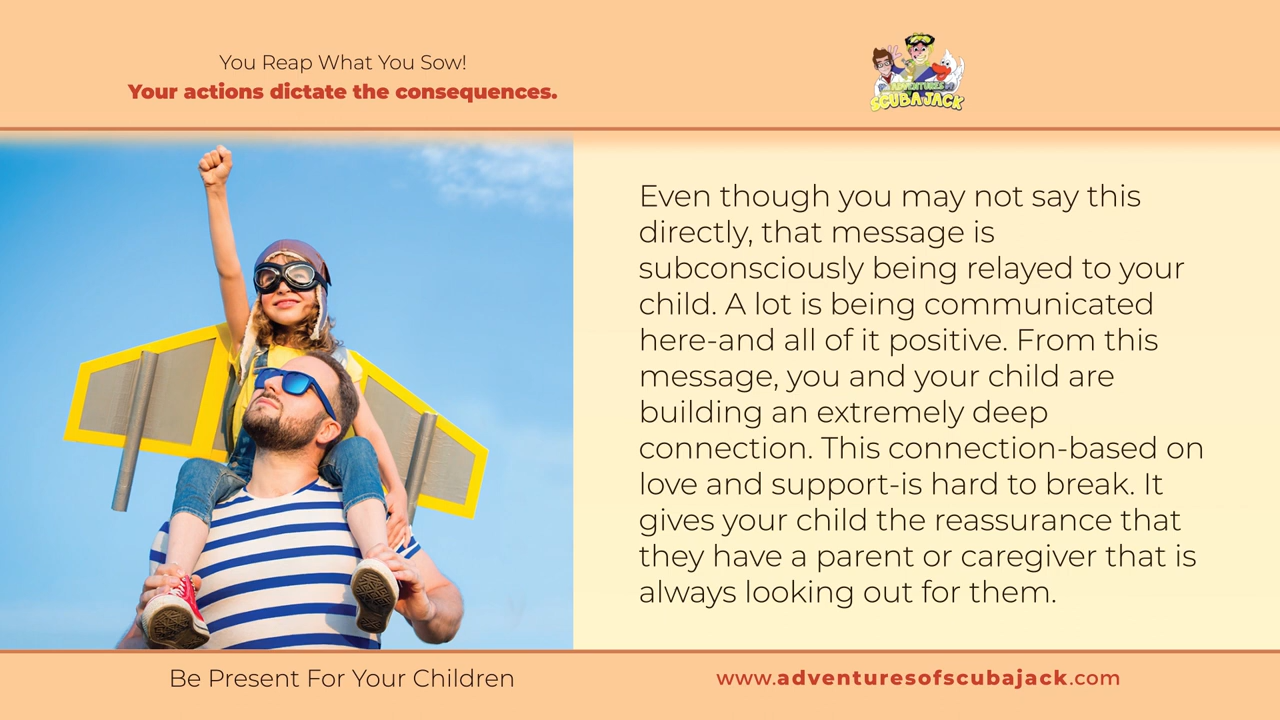 You Reap What You Sow!
Your actions dictate the consequences.
ADVENTURES OF
SCUBA JACK
Even though you may not say this
directly, that message is
subconsciously being relayed to your
child. A lot is being communicated
here-and all of it positive. From this
message, you and your child are
building an extremely deep
connection. This connection-based on
love and support-is hard to break. It
gives your child the reassurance that
they have a parent or caregiver that is
always looking out for them.
Be Present For Your Children
www.adventuresofscubajack.com